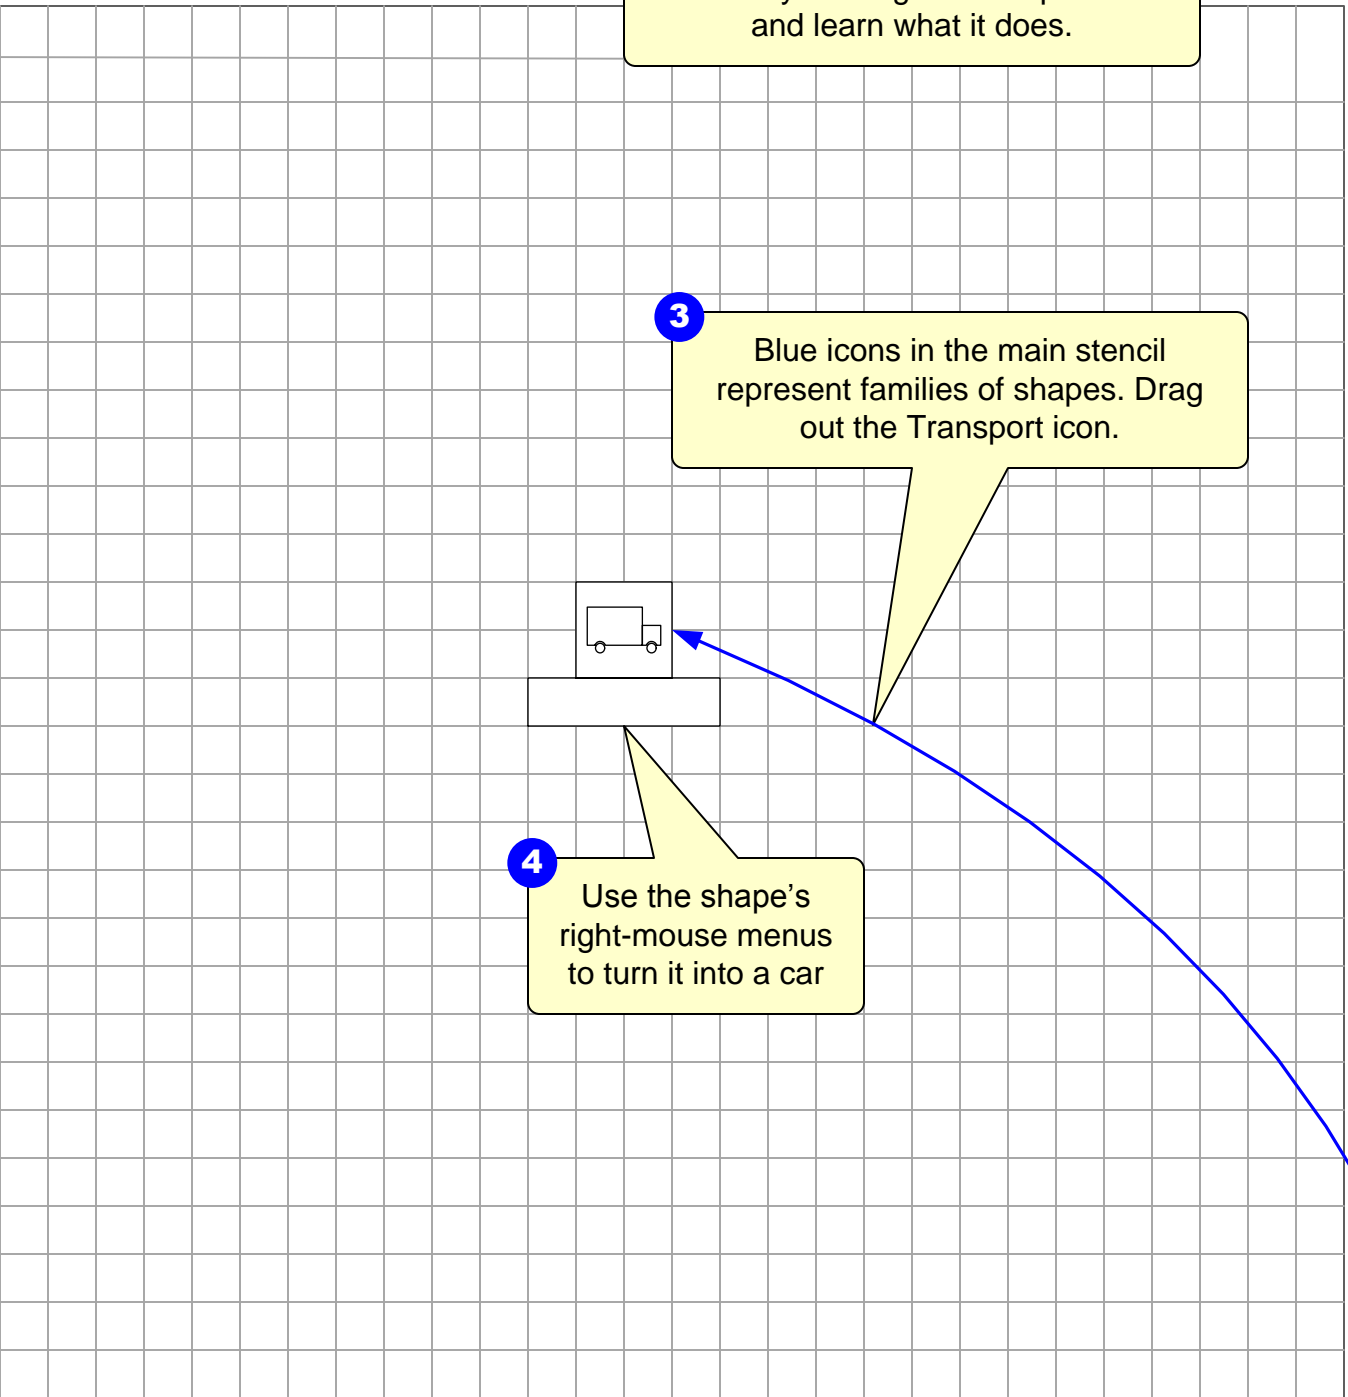 and learn what it does.
3
Blue icons in the main stencil
represent families of shapes. Drag
out the Transport icon.
4
Use the shape’s
right-mouse menus
to turn it into a car